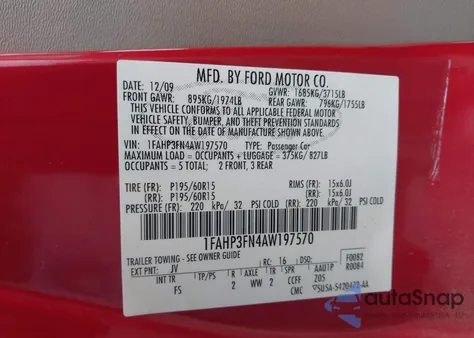 MFD. BY FORD MOTOR CO.
12/09
FRONT GAWR: 895KG/1974LB
GVWR: 1685KG/3715LB
REAR GAWR: 796KG/1755LB
THIS VEHICLE CONFORMS TO ALL APPLICABLE FEDERAL MOTOR
VEHICLE SAFETY, BUMPER, AND THEFT PREVENTION STANDARDS
IN EFFECT ON THE DATE OF MANUFACTURE SHOWN ABOVE.
VIN: 1FAHP3FN4AW197570 TYPE: Passenger Car
MAXIMUM LOAD = OCCUPANTS + LUGGAGE = 375KG/ 827LB
OCCUPANTS = 5 TOTAL; 2 FRONT, 3 REAR
TIRE (FR): P195/60R15 RIMS (FR): 15x6.0J
(RR): P195/60R15 (RR): 15x6.0J
PRESSURE (FR): 220 kPa/ 32 PSI COLD (RR): 220 kPa/ 32 PSI COLD
1FAHP3FN4AW197570
TRAILER TOWING - SEE OWNER GUIDE
EXT PNT: JV RC: 16 DSO: F0082
R0084
INT TR TP/PS R TR SPR AAU1P
F5 2 WW 2 CCFF 205
CMC
autoSnap